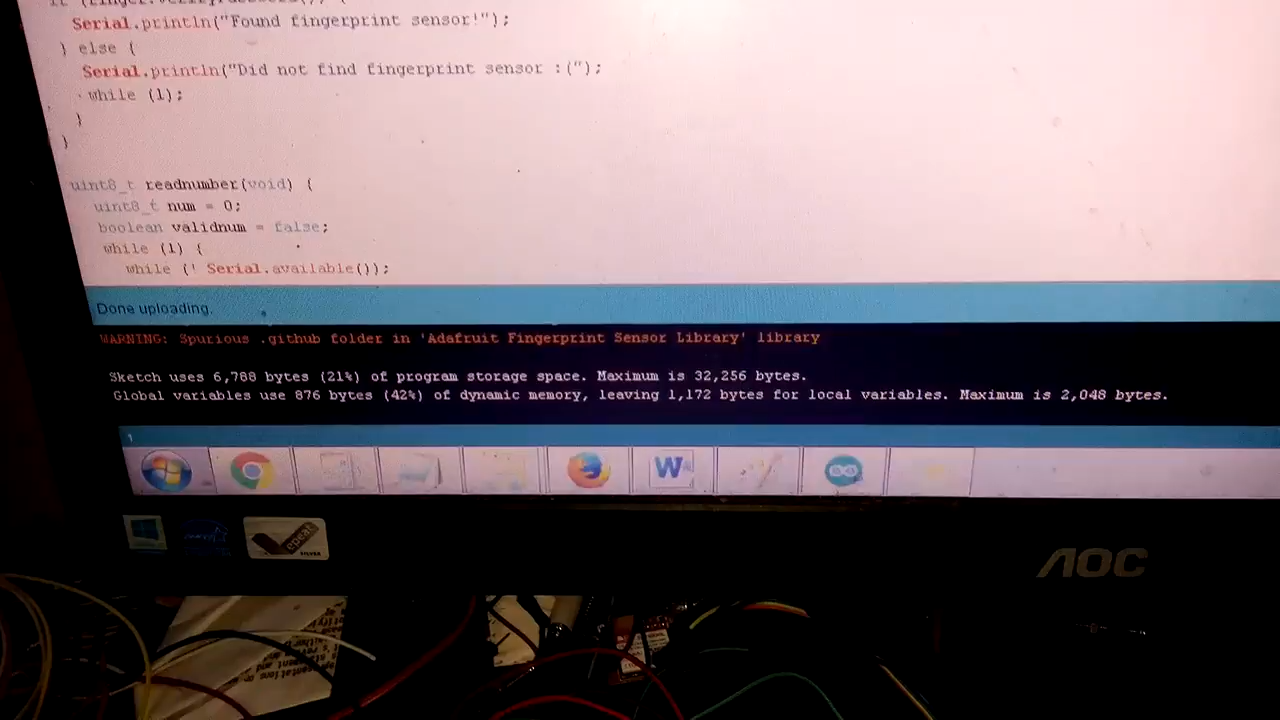 Serial.println("Found fingerprint sensor!");
} else {
Serial.println("Did not find fingerprint sensor :(");
while (1);
}
}
uint8_t readnumber(void) {
uint8_t num = 0;
boolean validnum = false;
while (1) {
while (! Serial.available());
Done uploading.
WARNING: Spurious .github folder in 'Adafruit Fingerprint Sensor Library' library
Sketch uses 6,788 bytes (21%) of program storage space. Maximum is 32,256 bytes.
Global variables use 876 bytes (42%) of dynamic memory, leaving 1,172 bytes for local variables. Maximum is 2,048 bytes.
1
W
epeat
SILVER
AOC